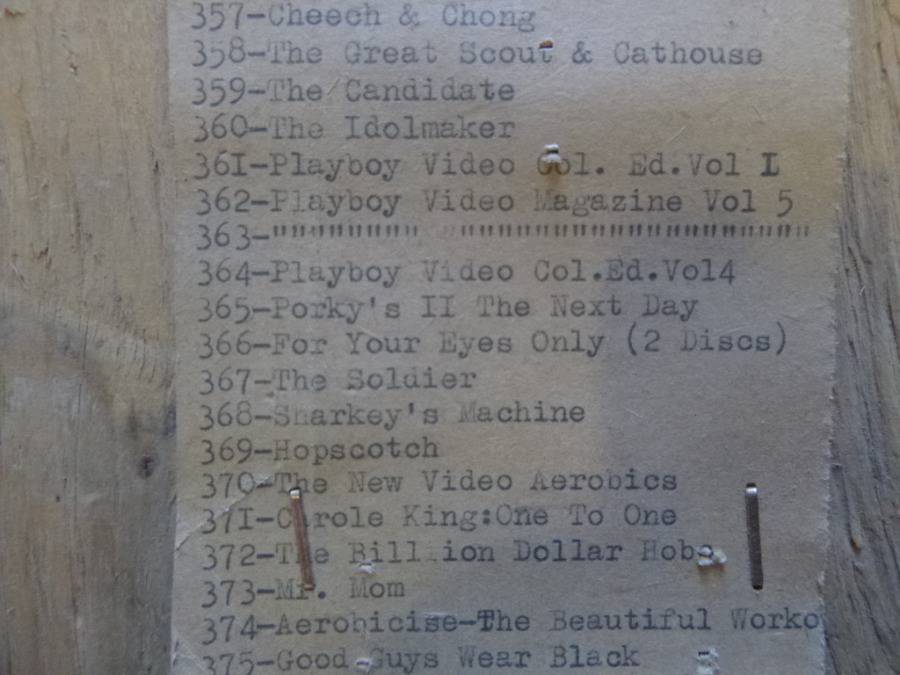 357-Cheech & Chong
358-The Great Scout & Cathouse
359-The Candidate
360-The Idolmaker
36I-Playboy Video Col. Ed.Vol I
362-Playboy Video Magazine Vol 5
363-""""""""" """"""""""""""""""""""
364-Playboy Video Col.Ed.Vol4
365-Porky's II The Next Day
366-For Your Eyes Only (2 Discs)
367-The Soldier
368-Sharkey's Machine
369-Hopscotch
370-The New Video Aerobics
37I-Carole King:One To One
372-The Billion Dollar Hobo
373-Mr. Mom
374-Aerobicise-The Beautiful Worko
375-Good Guys Wear Black